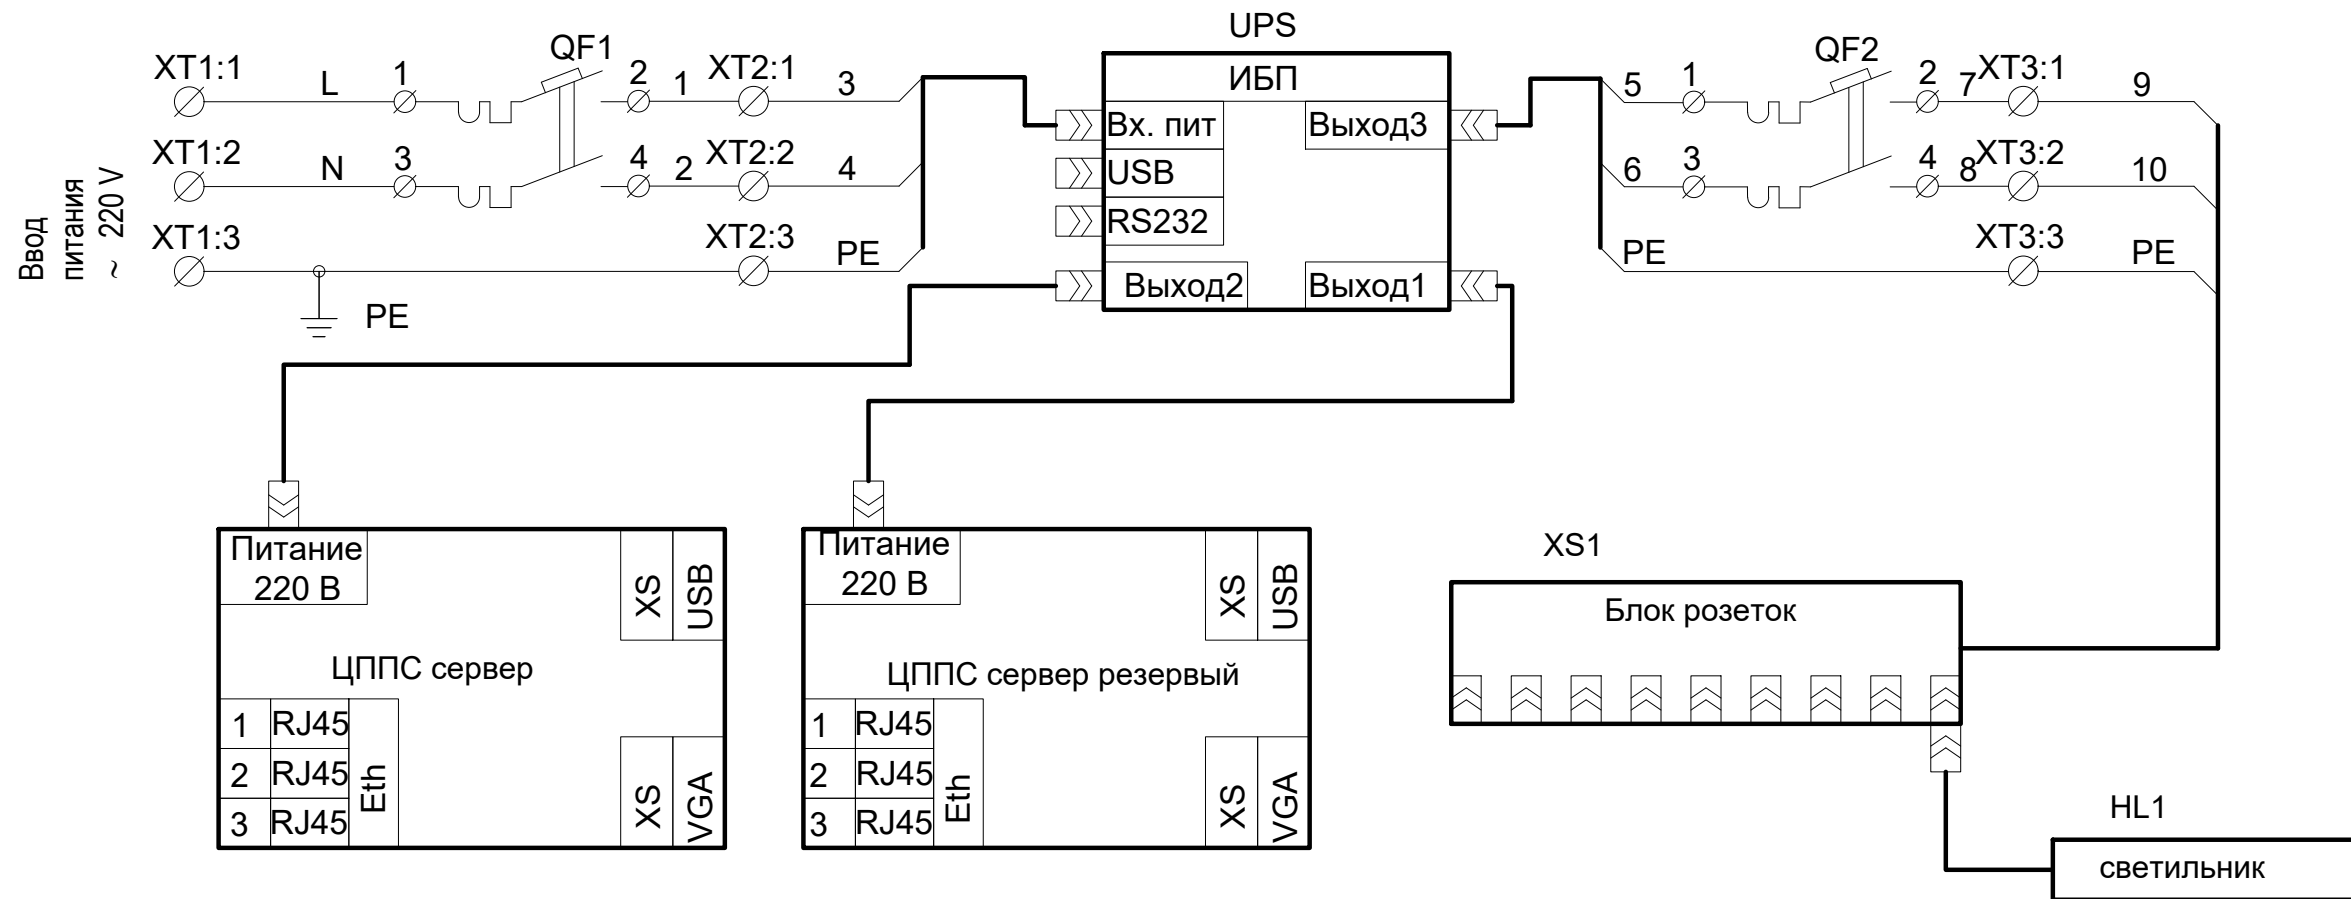 UPS
QF1
QF2
XT1:1
L
1
2
1
XT2:1
3
ИБП
5
1
2
7
XT3:1
9
Вх. пит
Выход3
XT1:2
N
3
4
2
XT2:2
4
USB
6
3
4
8
XT3:2
10
RS232
Ввод
питания
~ 220 V
XT1:3
XT2:3
PE
PE
XT3:3
PE
Выход2
Выход1
PE
Питание
220 В
XS
USB
ЦППС сервер
1
RJ45
2
RJ45
3
RJ45
Eth
XS
VGA
Питание
220 В
XS
USB
ЦППС сервер резервый
1
RJ45
2
RJ45
3
RJ45
Eth
XS
VGA
XS1
Блок розеток
HL1
светильник